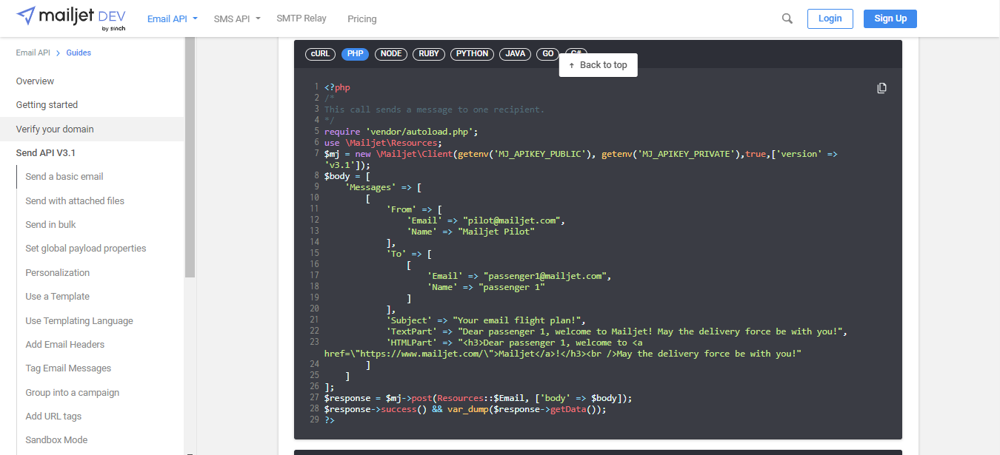 mailjet DEV
by sinch
Email API
SMS API
SMTP Relay
Pricing
Login
Sign Up
Email API > Guides
Overview
Getting started
Verify your domain
Send API V3.1
Send a basic email
Send with attached files
Send in bulk
Set global payload properties
Personalization
Use a Template
Use Templating Language
Add Email Headers
Tag Email Messages
Group into a campaign
Add URL tags
Sandbox Mode
cURL PHP NODE RUBY PYTHON JAVA GO C#
↑ Back to top
1 <?php
2 /*
3 This call sends a message to one recipient.
4 */
5 require 'vendor/autoload.php';
6 use \Mailjet\Resources;
7 $mj = new \Mailjet\Client(getenv('MJ_APIKEY_PUBLIC'), getenv('MJ_APIKEY_PRIVATE'),true,['version' =>
'v3.1']);
8 $body = [
9 'Messages' => [
10 [
11 'From' => [
12 'Email' => "pilot@mailjet.com",
13 'Name' => "Mailjet Pilot"
14 ],
15 'To' => [
16 [
17 'Email' => "passenger1@mailjet.com",
18 'Name' => "passenger 1"
19 ]
20 ],
21 'Subject' => "Your email flight plan!",
22 'TextPart' => "Dear passenger 1, welcome to Mailjet! May the delivery force be with you!",
23 'HTMLPart' => "<h3>Dear passenger 1, welcome to <a
href=\"https://www.mailjet.com/\">Mailjet</a>!</h3><br />May the delivery force be with you!"
24 ]
25 ]
26 ];
27 $response = $mj->post(Resources::$Email, ['body' => $body]);
28 $response->success() && var_dump($response->getData());
29 ?>